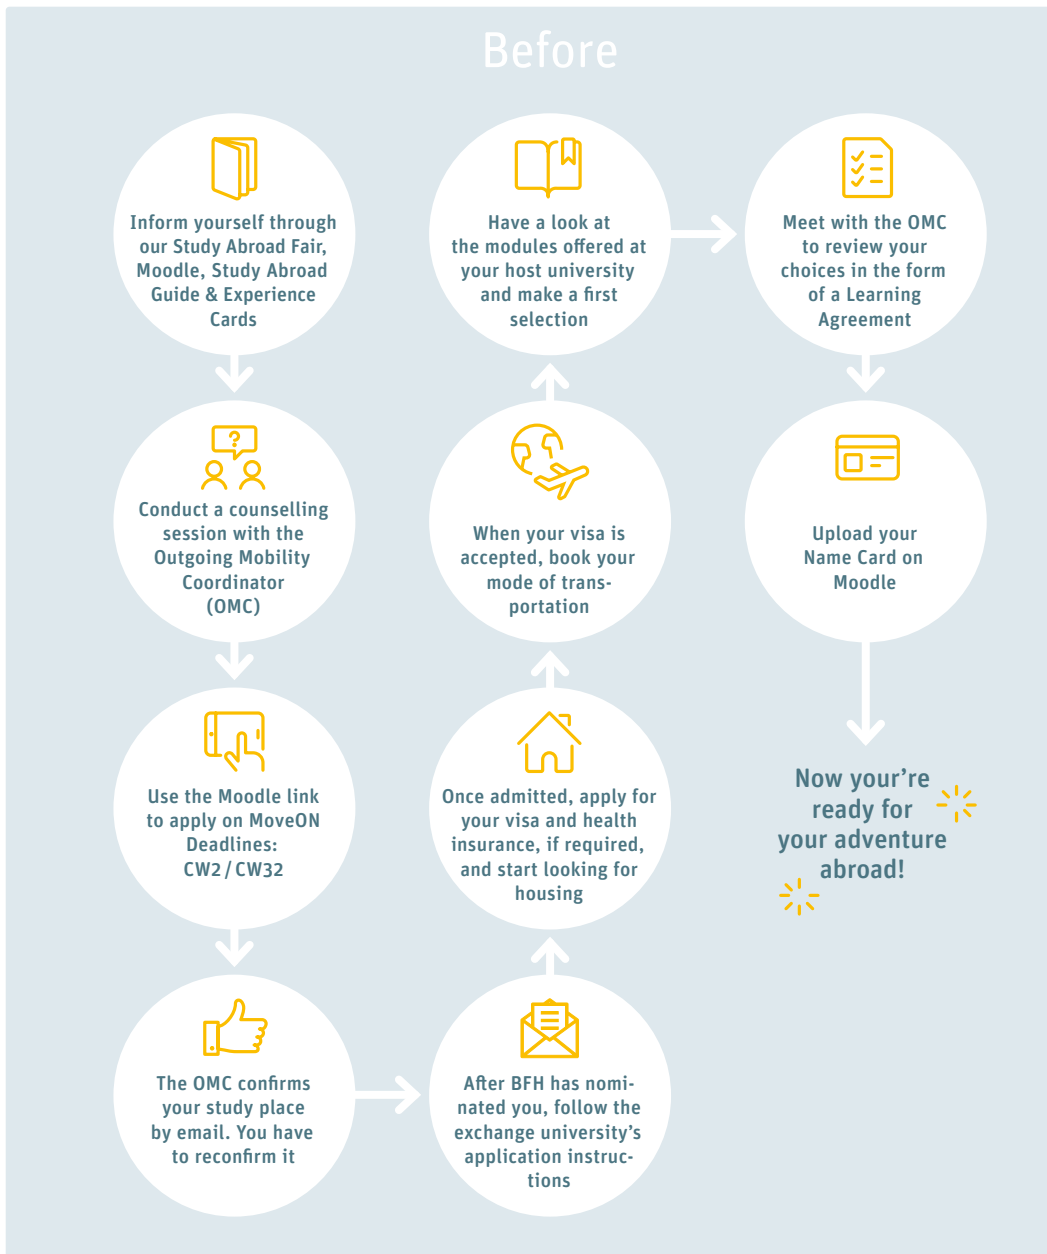 Before
Inform yourself through
our Study Abroad Fair,
Moodle, Study Abroad
Guide & Experience
Cards
Conduct a counselling
session with the
Outgoing Mobility
Coordinator
(OMC)
Use the Moodle link
to apply on MoveON
Deadlines:
CW2 / CW32
The OMC confirms
your study place
by email. You have
to reconfirm it
After BFH has nomi-
nated you, follow the
exchange university's
application instruc-
tions
Once admitted, apply for
your visa and health
insurance, if required,
and start looking for
housing
When your visa is
accepted, book your
mode of trans-
portation
Have a look at
the modules offered at
your host university
and make a first
selection
Meet with the OMC
to review your
choices in the form
of a Learning
Agreement
Upload your
Name Card on
Moodle
Now your're
ready for
your adventure
abroad!